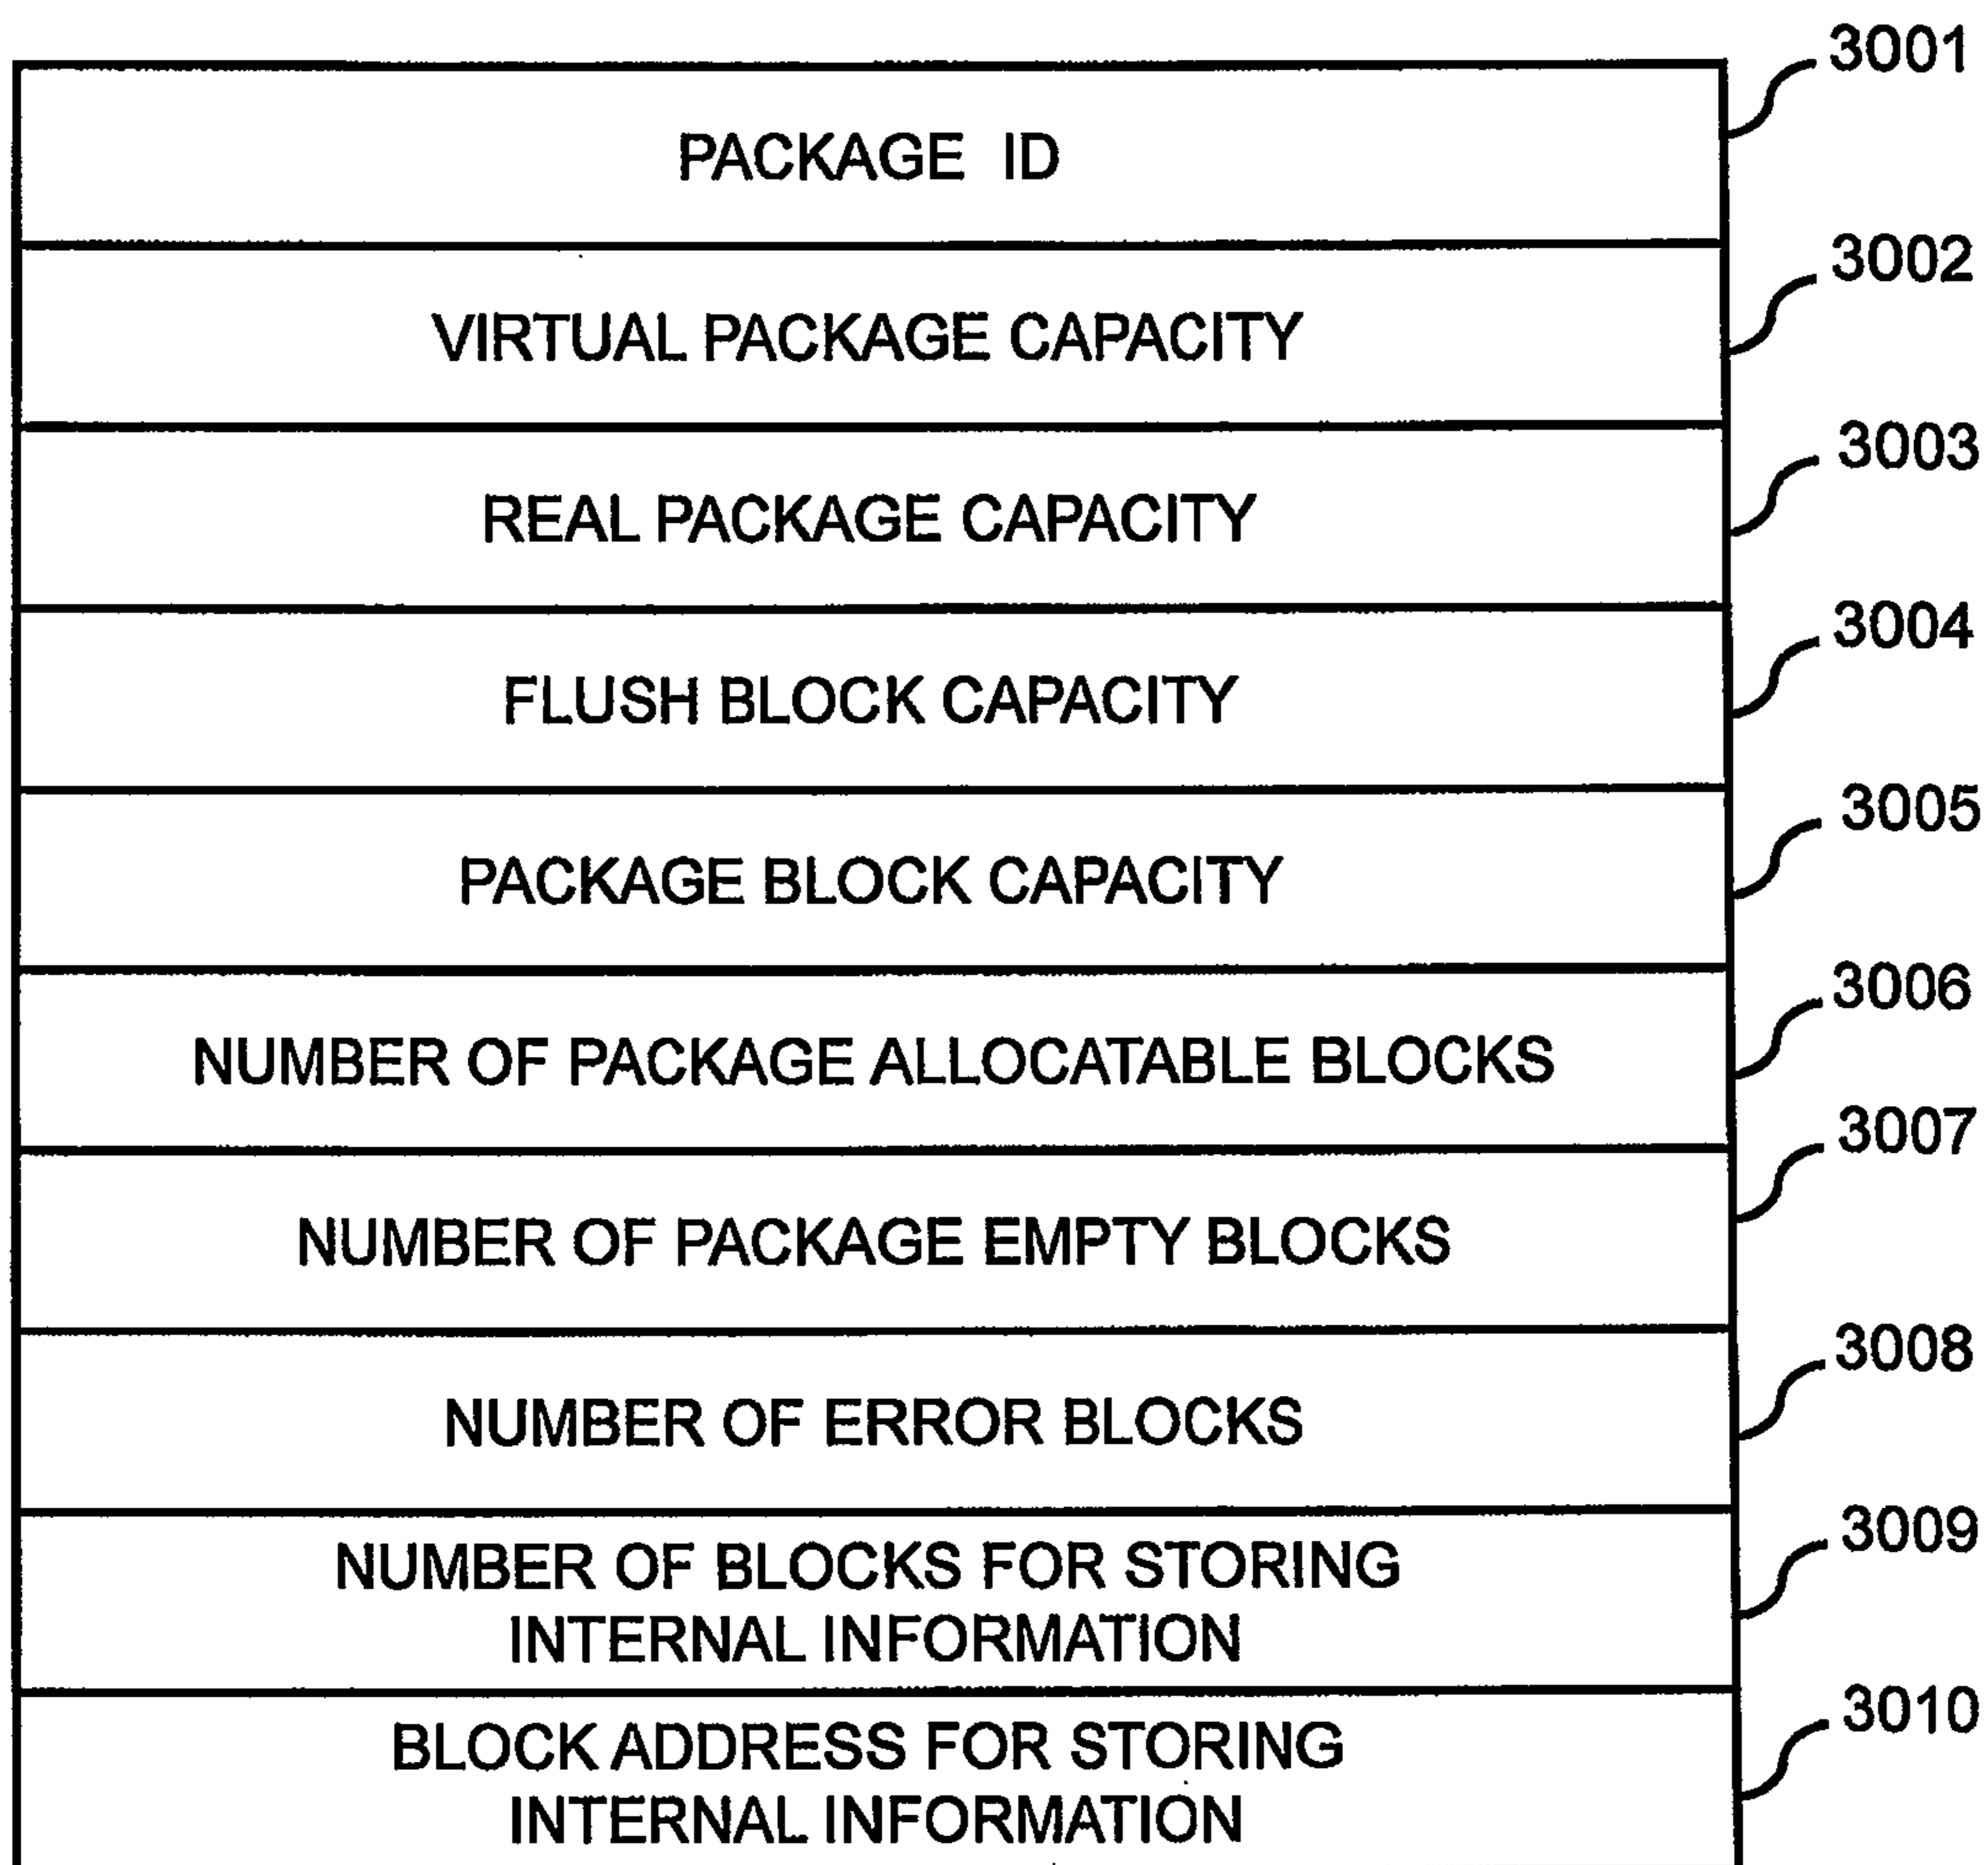 3001
PACKAGE ID
3002
VIRTUAL PACKAGE CAPACITY
3003
REAL PACKAGE CAPACITY
3004
FLUSH BLOCK CAPACITY
3005
PACKAGE BLOCK CAPACITY
3006
NUMBER OF PACKAGE ALLOCATABLE BLOCKS
3007
NUMBER OF PACKAGE EMPTY BLOCKS
3008
NUMBER OF ERROR BLOCKS
3009
NUMBER OF BLOCKS FOR STORING
INTERNAL INFORMATION
3010
BLOCK ADDRESS FOR STORING
INTERNAL INFORMATION